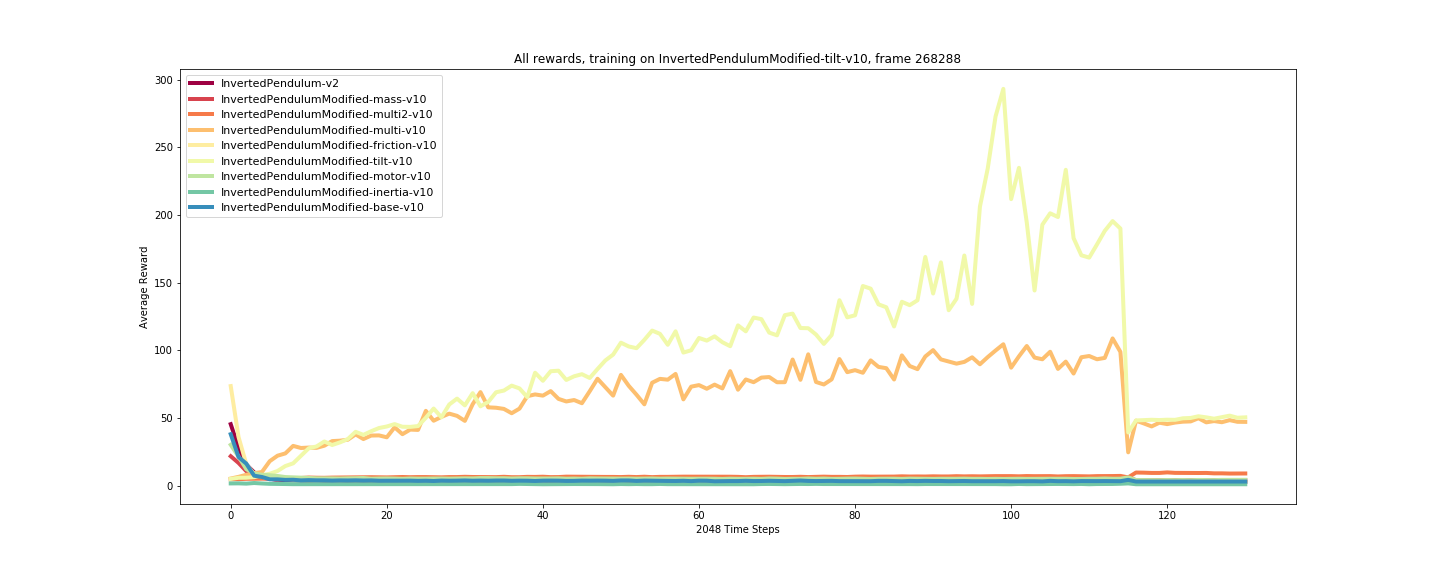 All rewards, training on InvertedPendulumModified-tilt-v10, frame 268288
300
250
200
150
100
50
0
Average Reward
InvertedPendulum-v2
InvertedPendulumModified-mass-v10
InvertedPendulumModified-multi2-v10
InvertedPendulumModified-multi-v10
InvertedPendulumModified-friction-v10
InvertedPendulumModified-tilt-v10
InvertedPendulumModified-motor-v10
InvertedPendulumModified-inertia-v10
InvertedPendulumModified-base-v10
0 20 40 60 80 100 120
2048 Time Steps